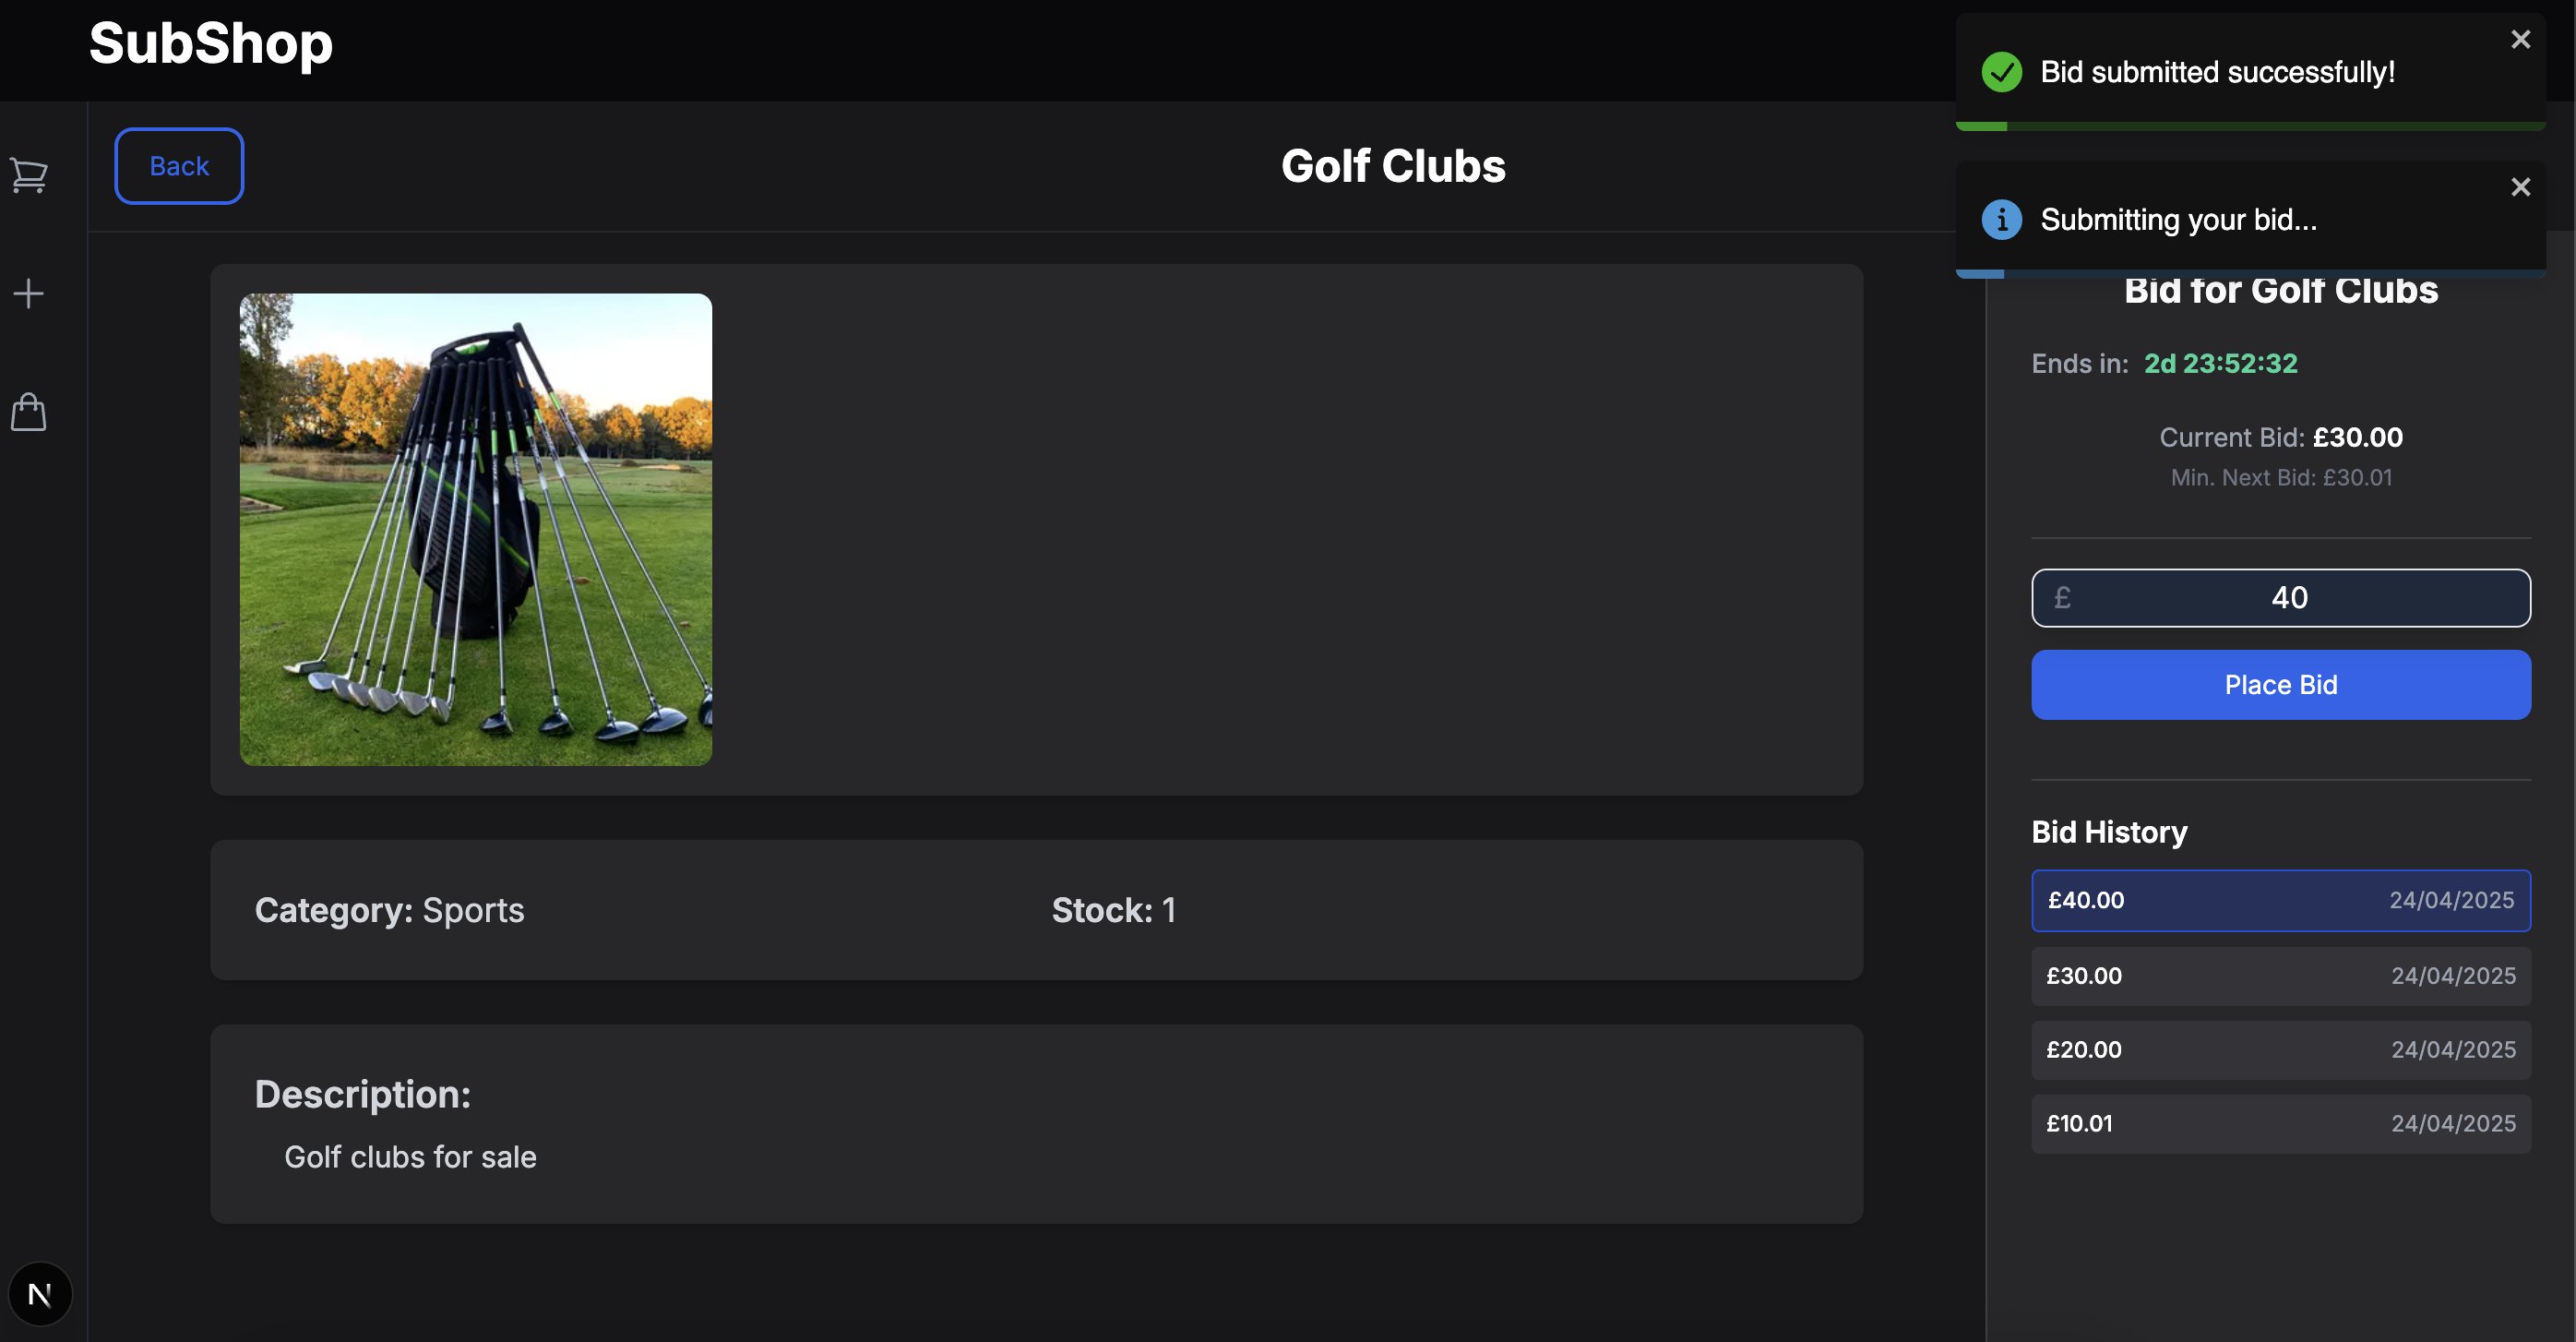 SubShop
Bid submitted successfully!
Submitting your bid...
Back
Golf Clubs
Bid for Golf Clubs
Ends in: 2d 23:52:32
Current Bid: £30.00
Min. Next Bid: £30.01
£ 40
Place Bid
Bid History
£40.00 24/04/2025
£30.00 24/04/2025
£20.00 24/04/2025
£10.01 24/04/2025
Category: Sports
Stock: 1
Description:
Golf clubs for sale
N